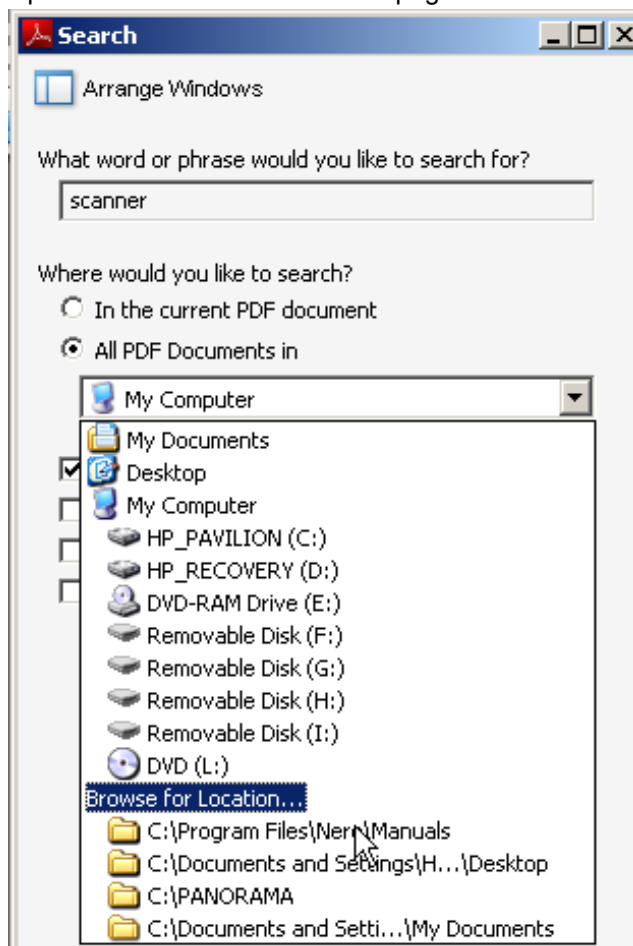 Search
Arrange Windows
What word or phrase would you like to search for?
scanner
Where would you like to search?
In the current PDF document
All PDF Documents in
My Computer
My Documents
Desktop
My Computer
HP_PAVILION (C:)
HP_RECOVERY (D:)
DVD-RAM Drive (E:)
Removable Disk (F:)
Removable Disk (G:)
Removable Disk (H:)
Removable Disk (I:)
DVD (L:)
Browse for Location...
C:\Program Files\Nero\Manuals
C:\Documents and Settings\H...\Desktop
C:\PANORAMA
C:\Documents and Setti...\My Documents